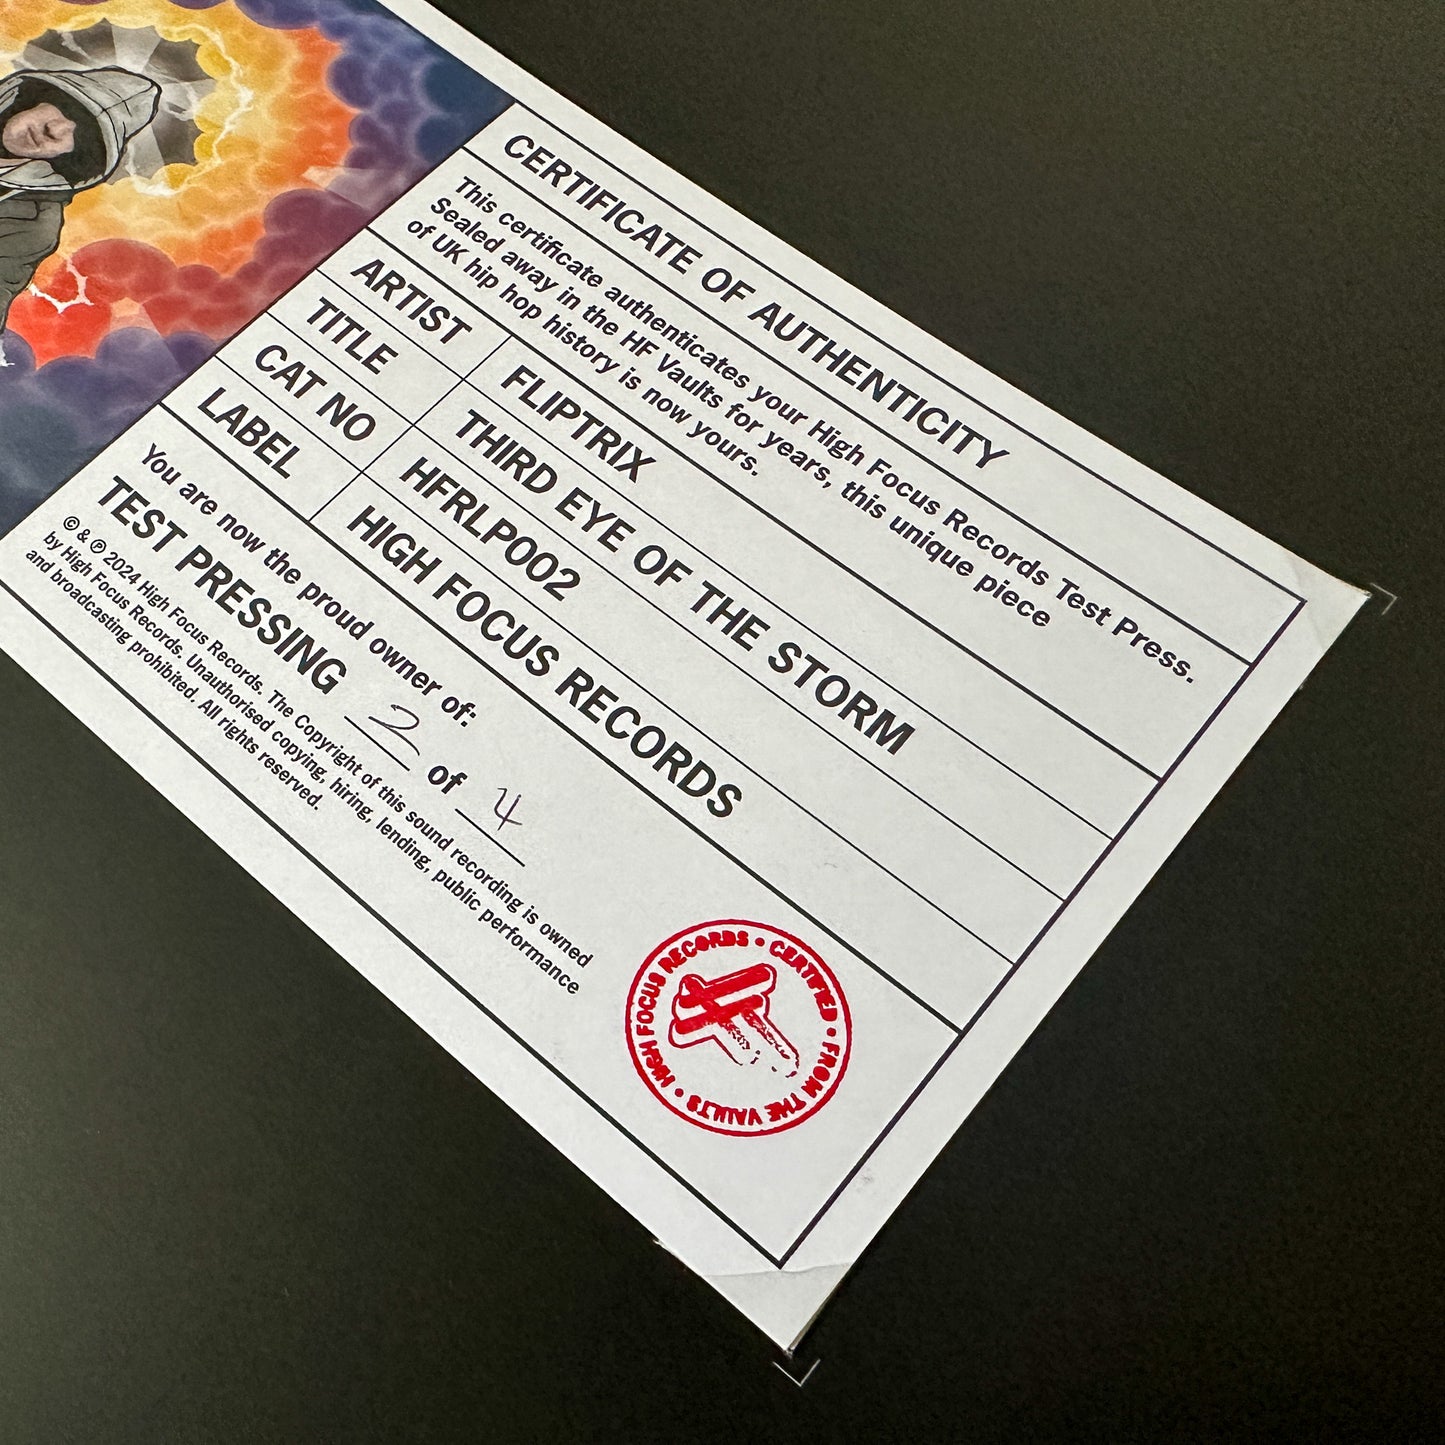 CERTIFICATE OF AUTHENTICITY
This certificate authenticates your High Focus Records Test Press.
Sealed away in the HF Vaults for years, this unique piece
of UK hip hop history is now yours.
ARTIST FLIPTRIX
TITLE THIRD EYE OF THE STORM
CAT NO HFRLP002
LABEL HIGH FOCUS RECORDS
You are now the proud owner of:
TEST PRESSING 2 of 4
© & ℗ 2024 High Focus Records. The Copyright of this sound recording is owned
by High Focus Records. Unauthorised copying, hiring, lending, public performance
and broadcasting prohibited. All rights reserved.
HIGH FOCUS RECORDS • CERTIFIED • FROM THE VAULTS •